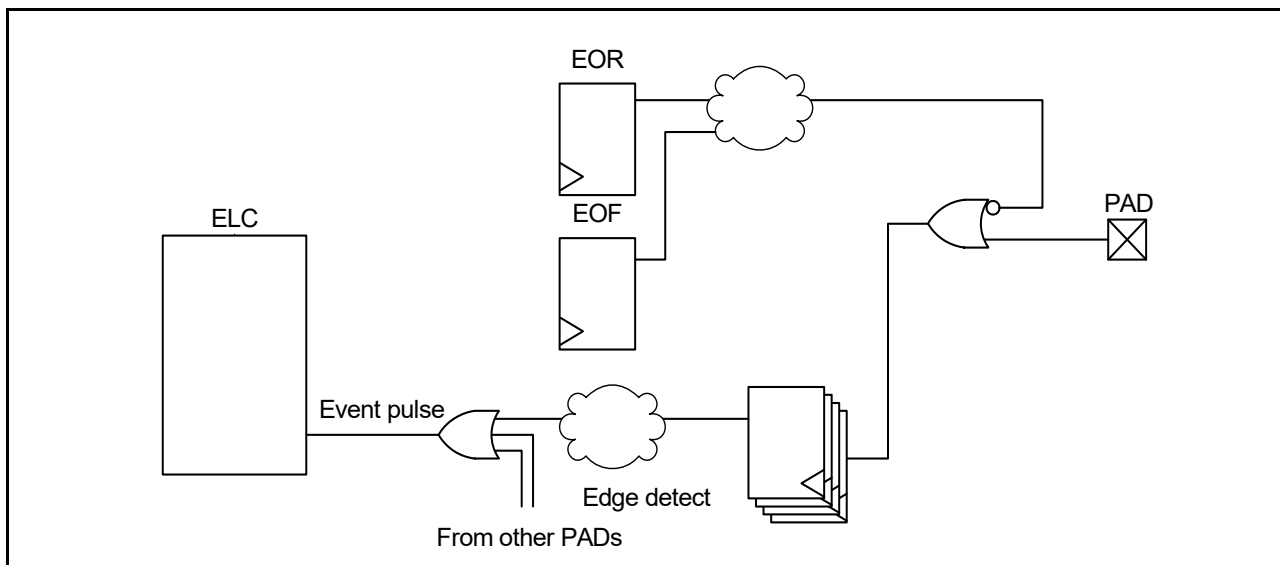 EOR
PAD
ELC
EOF
Event pulse
Edge detect
From other PADs